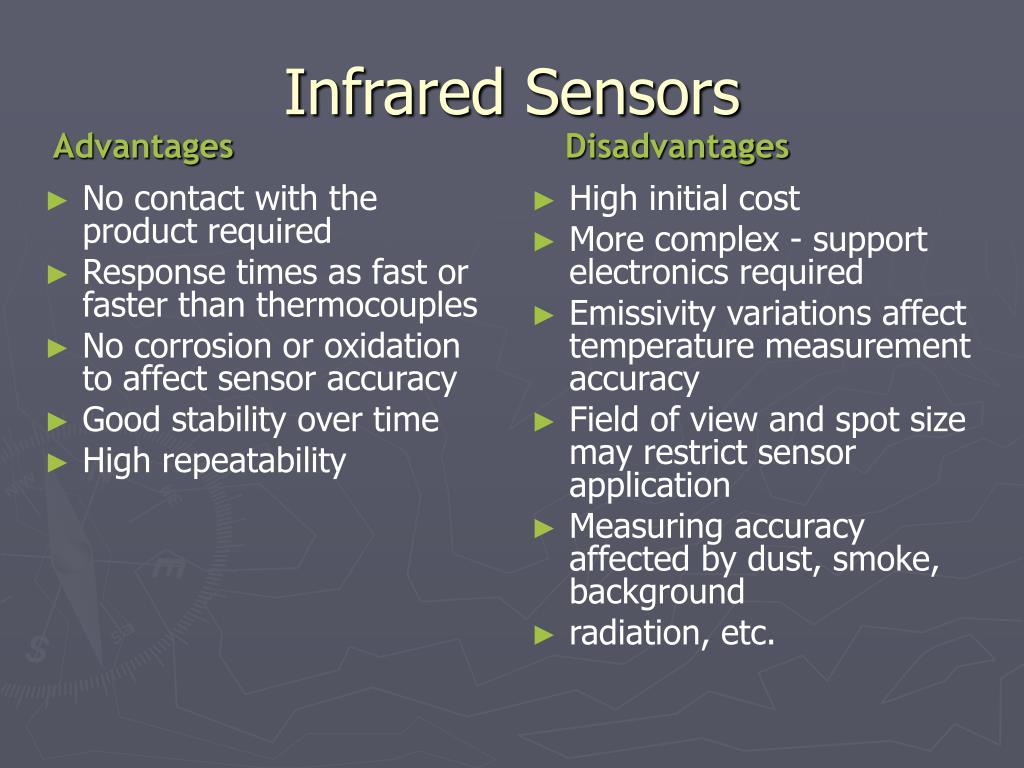 Infrared Sensors
Advantages
► No contact with the
product required
► Response times as fast or
faster than thermocouples
► No corrosion or oxidation
to affect sensor accuracy
► Good stability over time
► High repeatability
Disadvantages
► High initial cost
► More complex - support
electronics required
► Emissivity variations affect
temperature measurement
accuracy
► Field of view and spot size
may restrict sensor
application
► Measuring accuracy
affected by dust, smoke,
background
► radiation, etc.
E
S
SE